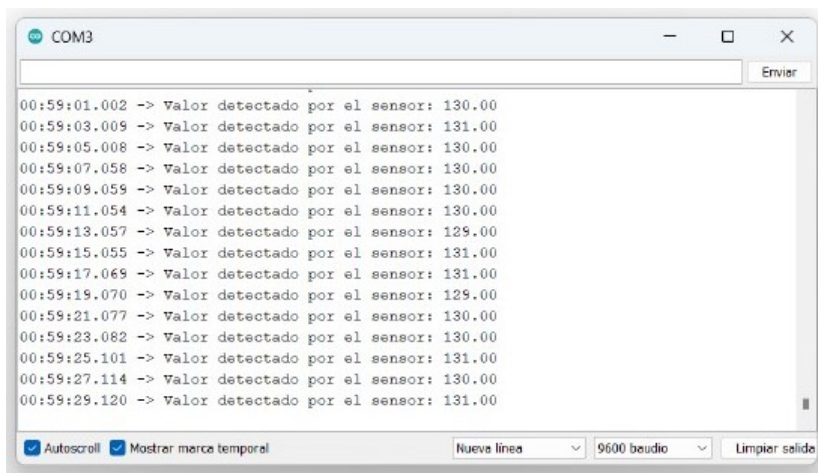 COM3
Enviar
00:59:01.002 -> Valor detectado por el sensor: 130.00
00:59:03.009 -> Valor detectado por el sensor: 131.00
00:59:05.008 -> Valor detectado por el sensor: 130.00
00:59:07.058 -> Valor detectado por el sensor: 130.00
00:59:09.059 -> Valor detectado por el sensor: 130.00
00:59:11.054 -> Valor detectado por el sensor: 130.00
00:59:13.057 -> Valor detectado por el sensor: 129.00
00:59:15.055 -> Valor detectado por el sensor: 131.00
00:59:17.069 -> Valor detectado por el sensor: 131.00
00:59:19.070 -> Valor detectado por el sensor: 129.00
00:59:21.077 -> Valor detectado por el sensor: 130.00
00:59:23.082 -> Valor detectado por el sensor: 130.00
00:59:25.101 -> Valor detectado por el sensor: 131.00
00:59:27.114 -> Valor detectado por el sensor: 130.00
00:59:29.120 -> Valor detectado por el sensor: 131.00
Autoscroll Mostrar marca temporal Nueva línea 9600 baudio Limpiar salida